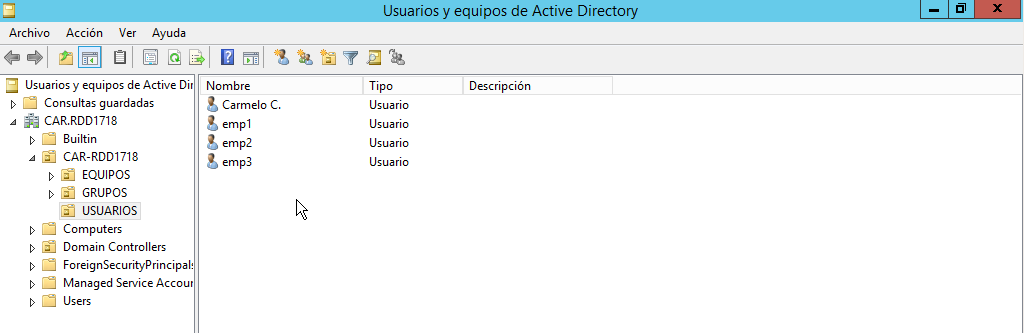 Usuarios y equipos de Active Directory
Archivo Acción Ver Ayuda
Usuarios y equipos de Active Dir
Consultas guardadas
CAR.RDD1718
Builtin
CAR-RDD1718
EQUIPOS
GRUPOS
USUARIOS
Computers
Domain Controllers
ForeignSecurityPrincipals
Managed Service Accour
Users
Nombre Tipo Descripción
Carmelo C. Usuario
emp1 Usuario
emp2 Usuario
emp3 Usuario